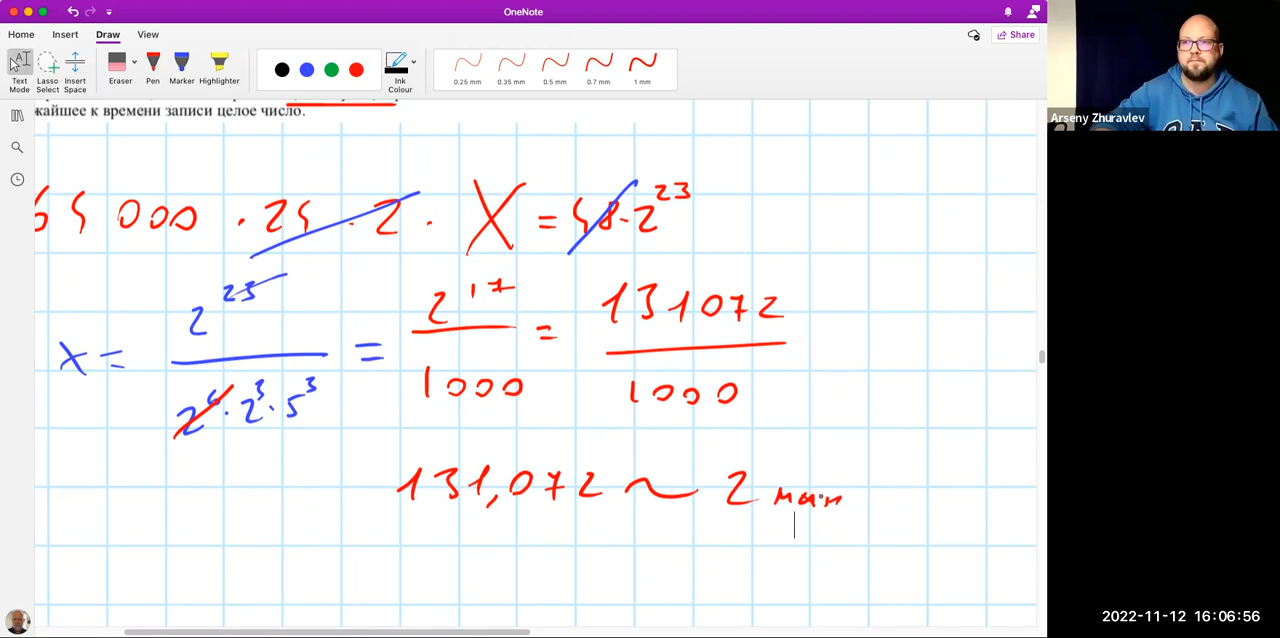 OneNote
Home Insert Draw View
Share
Text Mode
Lasso Select
Insert Space
Eraser
Pen
Marker
Highlighter
Ink Colour
0.25 mm 0.35 mm 0.5 mm 0.7 mm 1 mm
Arseny Zhuravlev
жайшее к времени записи целое число.
64 000 · 24 · 2 · X = 48 · 2^23
x = 2^23 / 2^6 · 2^3 · 5^3 = 2^17 / 1000 = 131072 / 1000
131,072 ~ 2 мин
2022-11-12 16:06:56